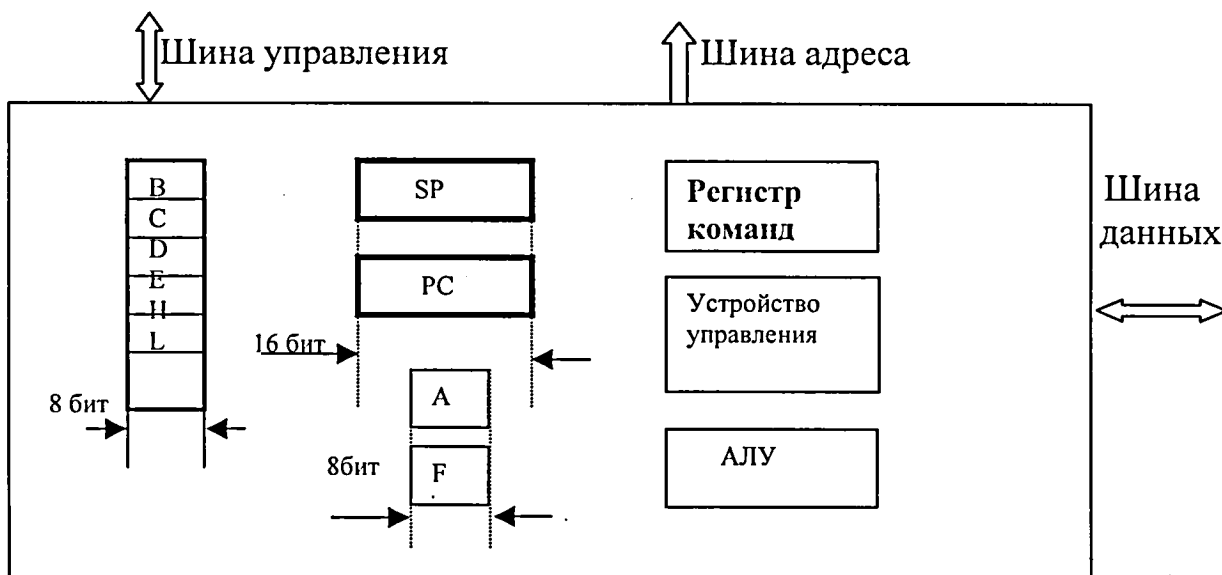 Шина управления
Шина адреса
B
C
D
E
H
L
8 бит
SP
PC
16 бит
A
F
8бит
Регистр
команд
Устройство
управления
АЛУ
Шина
данных